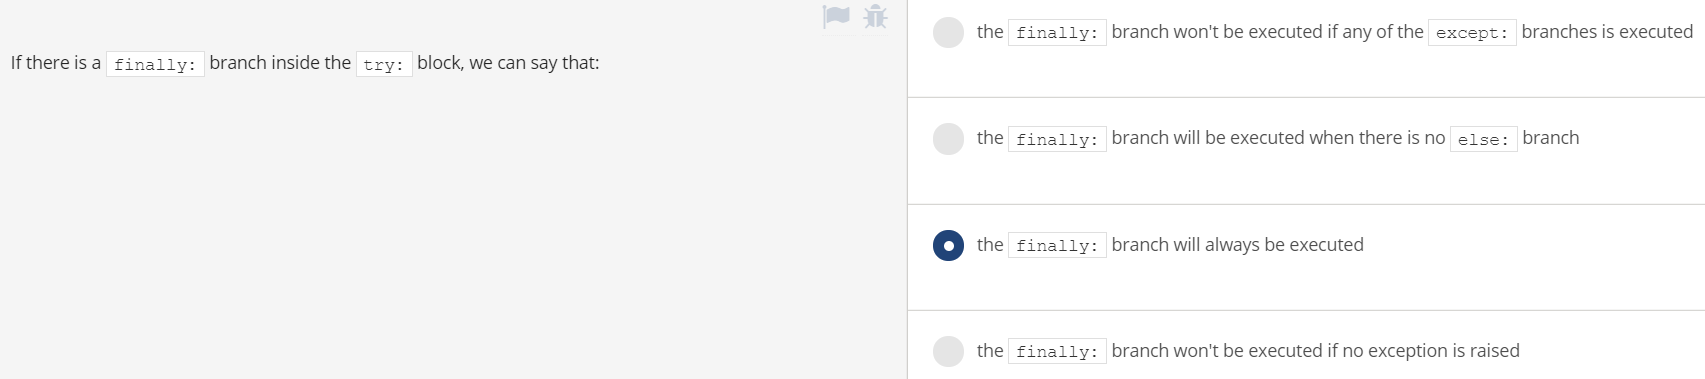 If there is a finally: branch inside the try: block, we can say that:
the finally: branch won't be executed if any of the except: branches is executed
the finally: branch will be executed when there is no else: branch
the finally: branch will always be executed
the finally: branch won't be executed if no exception is raised